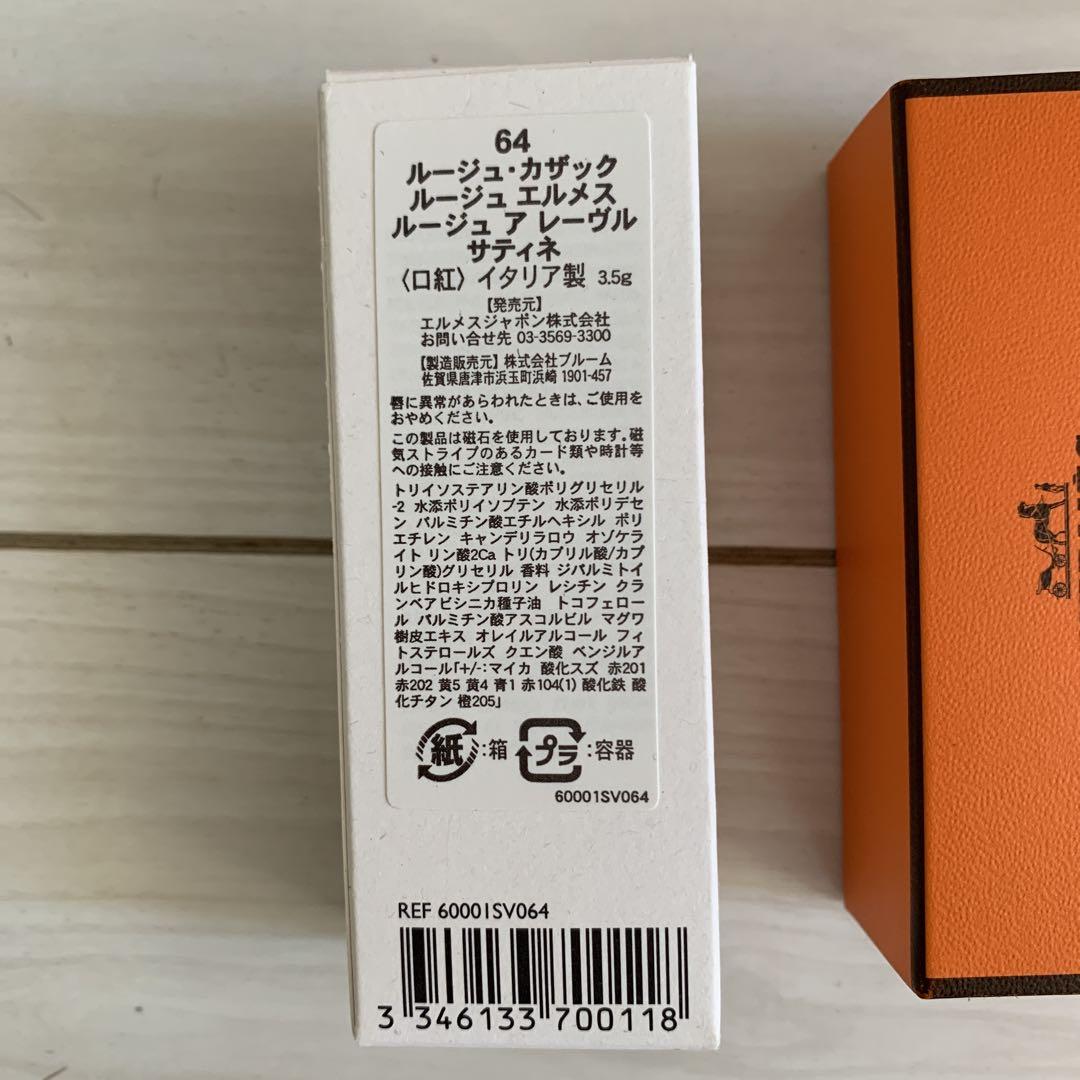 64
ルージュ・カザック
ルージュ エルメス
ルージュ ア レーヴル
サティネ
〈口紅〉イタリア製 3.5g
【発売元】
エルメスジャポン株式会社
お問い合せ先 03-3569-3300
【製造販売元】株式会社ブルーム
佐賀県唐津市浜玉町浜崎 1901-457
唇に異常があらわれたときは、ご使用を
おやめください。
この製品は磁石を使用しております。磁
気ストライプのあるカード類や時計等
への接触にご注意ください。
トリイソステアリン酸ポリグリセリル
-2 水添ポリイソブテン 水添ポリデセ
ン パルミチン酸エチルヘキシル ポリ
エチレン キャンデリラロウ オゾケラ
イト リン酸2Ca トリ(カプリル酸/カプ
リン酸)グリセリル 香料 ジパルミトイ
ルヒドロキシプロリン レシチン クラ
ンベアビシニカ種子油 トコフェロー
ル パルミチン酸アスコルビル マグワ
樹皮エキス オレイルアルコール フィ
トステロールズ クエン酸 ベンジルア
ルコール「+/-:マイカ 酸化スズ 赤201
赤202 黄5 黄4 青1 赤104(1) 酸化鉄 酸
化チタン 橙205」
紙:箱 プラ:容器
60001SV064
REF 60001SV064
3 346133 700118